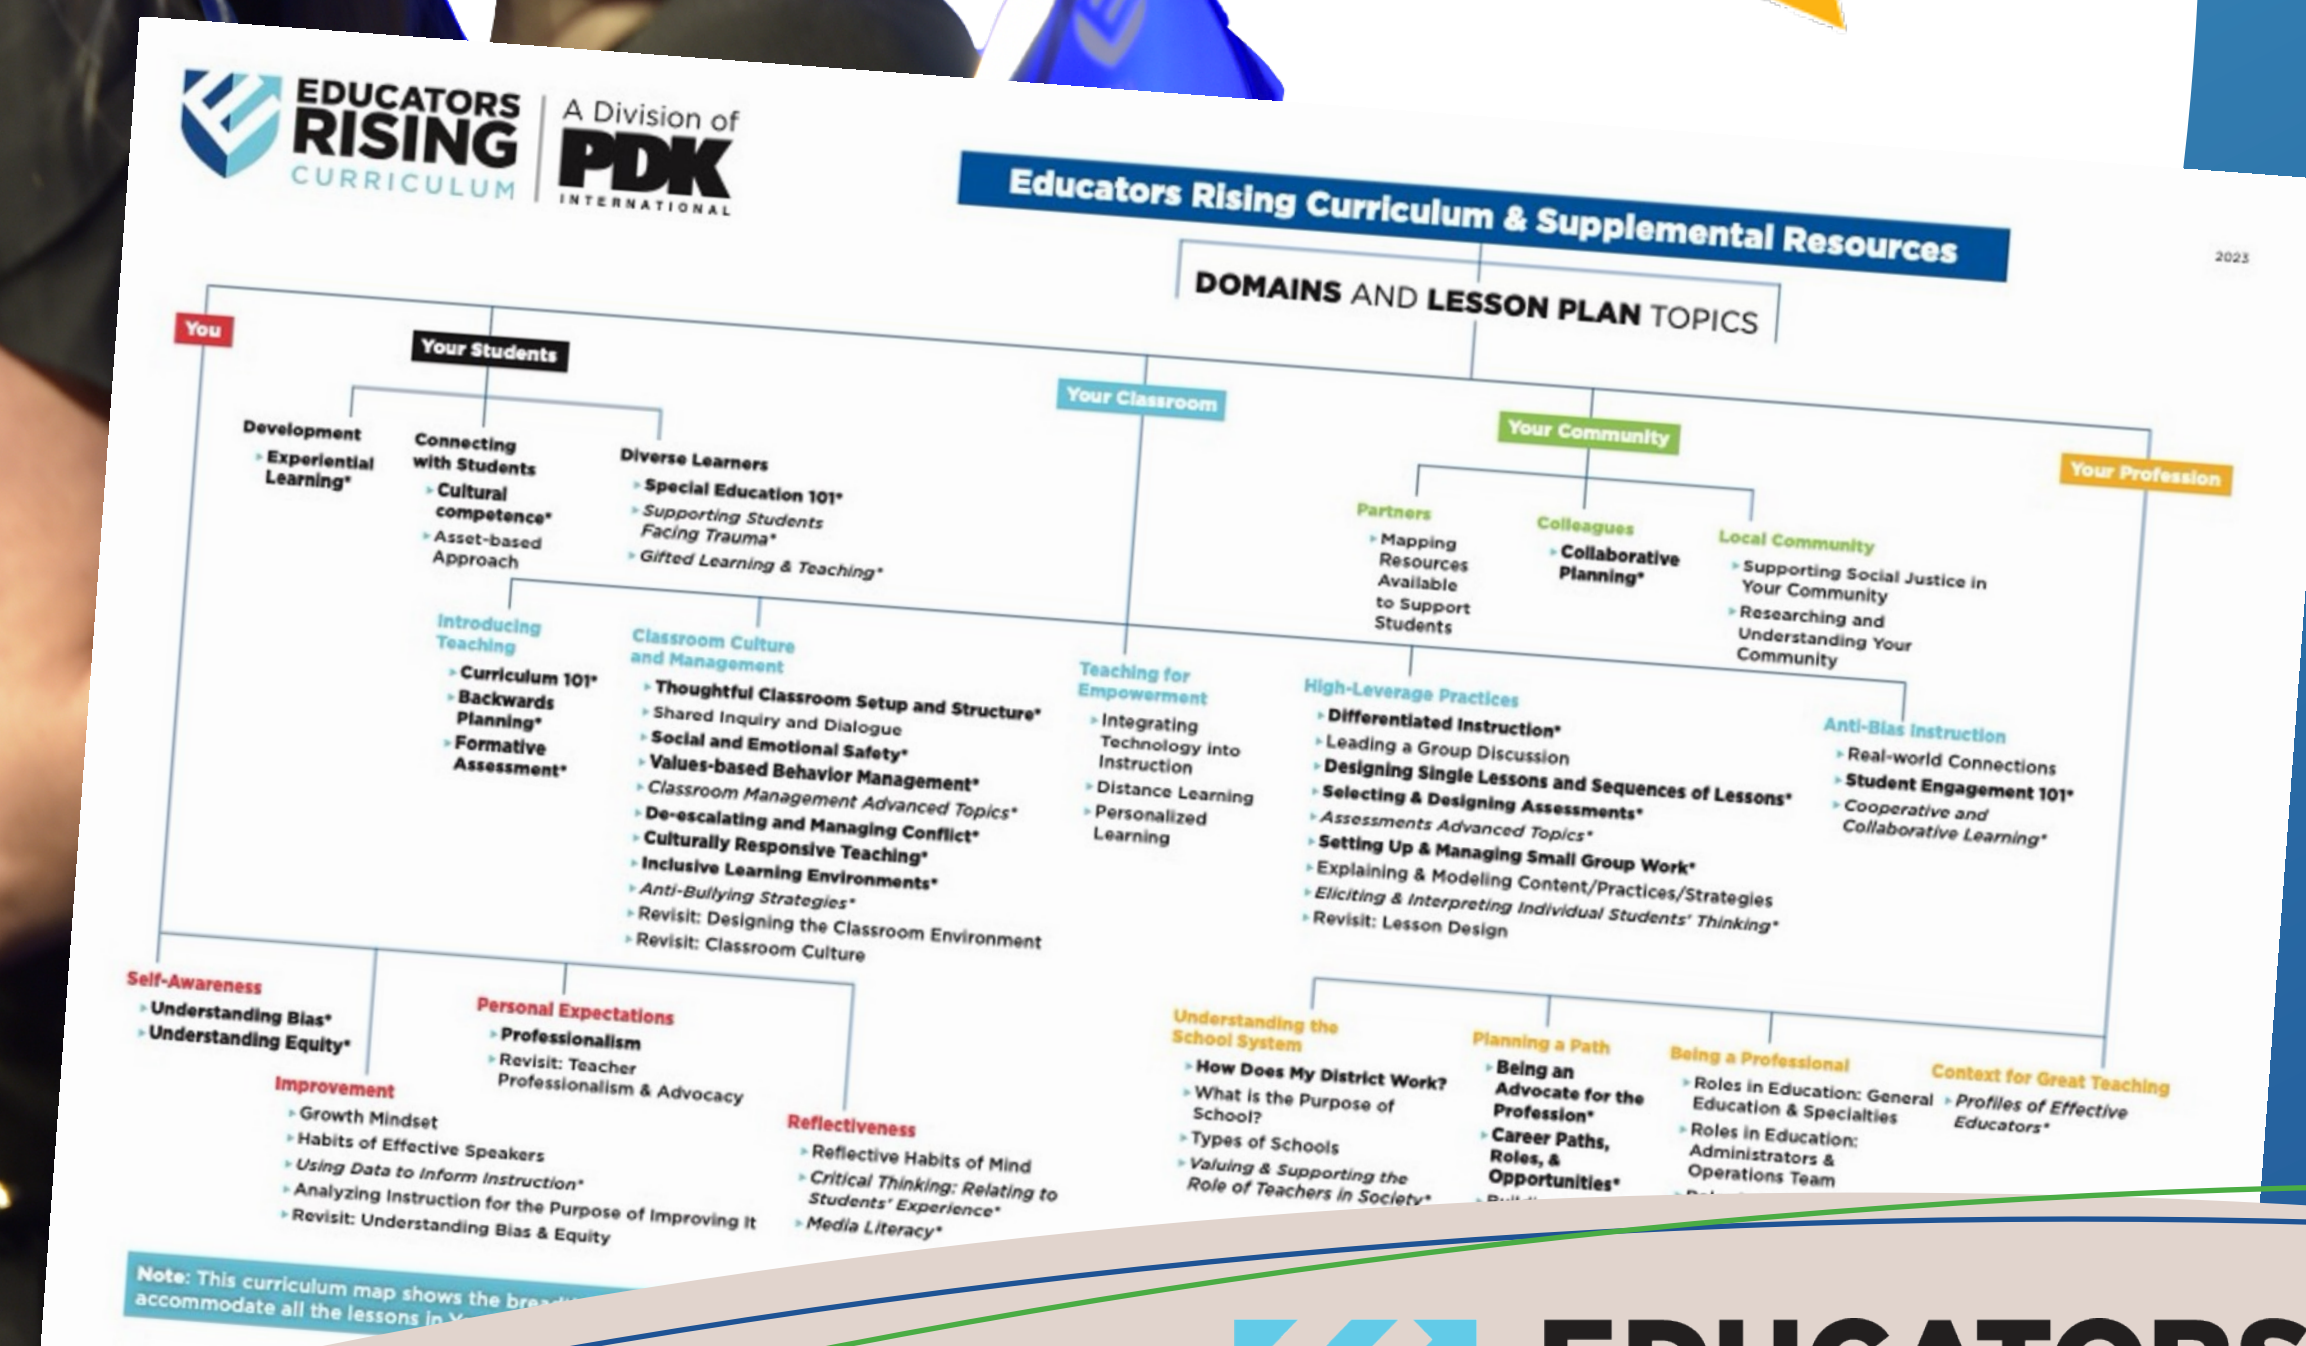 EDUCATORS
RISING
CURRICULUM
A Division of
PDK
INTERNATIONAL
Educators Rising Curriculum & Supplemental Resources
2023
DOMAINS AND LESSON PLAN TOPICS
You
Your Students
Development
Experiential
Learning*
Connecting
with Students
Cultural
competence*
Asset-based
Approach
Diverse Learners
Special Education 101*
Supporting Students
Facing Trauma*
Gifted Learning & Teaching*
Your Classroom
Your Community
Partners
Mapping
Resources
Available
to Support
Students
Colleagues
Collaborative
Planning*
Local Community
Supporting Social Justice in
Your Community
Researching and
Understanding Your
Community
Your Profession
Introducing
Teaching
Curriculum 101*
Backwards
Planning*
Formative
Assessment*
Classroom Culture
and Management
Thoughtful Classroom Setup and Structure*
Shared Inquiry and Dialogue
Social and Emotional Safety*
Values-based Behavior Management*
Classroom Management Advanced Topics*
De-escalating and Managing Conflict*
Culturally Responsive Teaching*
Inclusive Learning Environments*
Anti-Bullying Strategies*
Revisit: Designing the Classroom Environment
Revisit: Classroom Culture
Teaching for
Empowerment
Integrating
Technology into
Instruction
Distance Learning
Personalized
Learning
High-Leverage Practices
Differentiated Instruction*
Leading a Group Discussion
Designing Single Lessons and Sequences of Lessons*
Selecting & Designing Assessments*
Assessments Advanced Topics*
Setting Up & Managing Small Group Work*
Explaining & Modeling Content/Practices/Strategies
Eliciting & Interpreting Individual Students' Thinking*
Revisit: Lesson Design
Anti-Bias Instruction
Real-world Connections
Student Engagement 101*
Cooperative and
Collaborative Learning*
Self-Awareness
Understanding Bias*
Understanding Equity*
Improvement
Growth Mindset
Habits of Effective Speakers
Using Data to Inform Instruction*
Analyzing Instruction for the Purpose of Improving It
Revisit: Understanding Bias & Equity
Personal Expectations
Professionalism
Revisit: Teacher
Professionalism & Advocacy
Reflectiveness
Reflective Habits of Mind
Critical Thinking: Relating to
Students' Experience*
Media Literacy*
Understanding the
School System
How Does My District Work?
What is the Purpose of
School?
Types of Schools
Valuing & Supporting the
Role of Teachers in Society*
Planning a Path
Being an
Advocate for the
Profession*
Career Paths,
Roles, &
Opportunities*
Being a Professional
Roles in Education: General
Education & Specialties
Roles in Education:
Administrators &
Operations Team
Context for Great Teaching
Profiles of Effective
Educators*
Note: This curriculum map shows the
accommodate all the lessons in
EDUCATORS